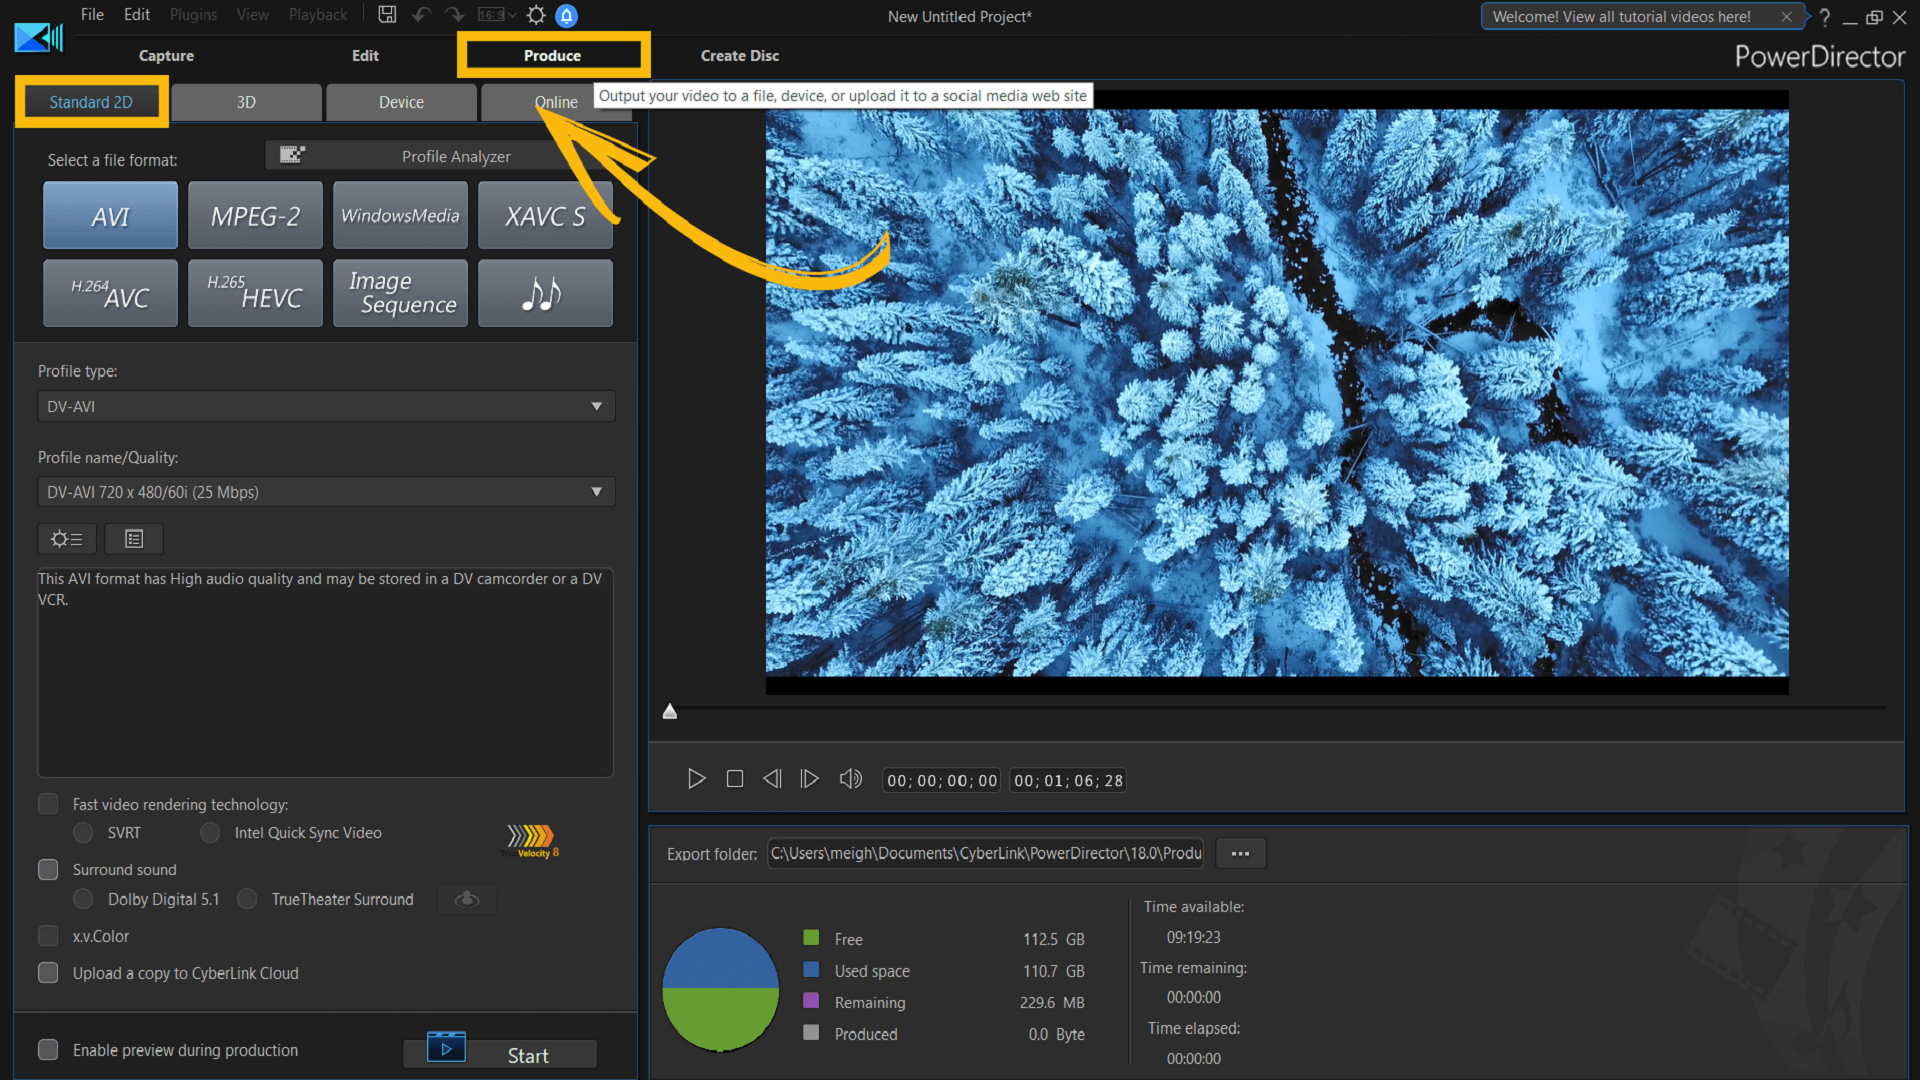 File Edit Plugins View Playback 16:9
New Untitled Project*
Welcome! View all tutorial videos here!
?
Capture Edit Produce Create Disc
PowerDirector
Standard 2D 3D Device Online
Output your video to a file, device, or upload it to a social media web site
Select a file format:
Profile Analyzer
AVI MPEG-2 WindowsMedia XAVC S
H.264 AVC H.265 HEVC Image Sequence
Profile type:
DV-AVI
Profile name/Quality:
DV-AVI 720 x 480/60i (25 Mbps)
This AVI format has High audio quality and may be stored in a DV camcorder or a DV
VCR.
Fast video rendering technology:
SVRT Intel Quick Sync Video
TrueVelocity 8
Surround sound
Dolby Digital 5.1 TrueTheater Surround
x.v.Color
Upload a copy to CyberLink Cloud
Enable preview during production
Start
00; 00; 00; 00 00; 01; 06; 28
Export folder: C:\Users\meigh\Documents\CyberLink\PowerDirector\18.0\Produ ...
Free 112.5 GB
Used space 110.7 GB
Remaining 229.6 MB
Produced 0.0 Byte
Time available:
09:19:23
Time remaining:
00:00:00
Time elapsed:
00:00:00